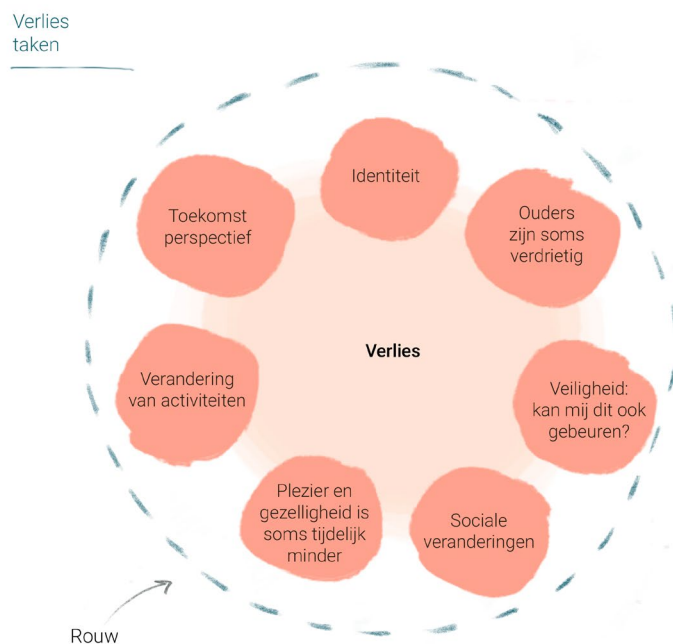 Verlies
taken
Identiteit
Toekomst
perspectief
Ouders
zijn soms
verdrietig
Verlies
Verandering
van activiteiten
Veiligheid:
kan mij dit ook
gebeuren?
Plezier en
gezelligheid is
soms tijdelijk
minder
Sociale
veranderingen
Rouw